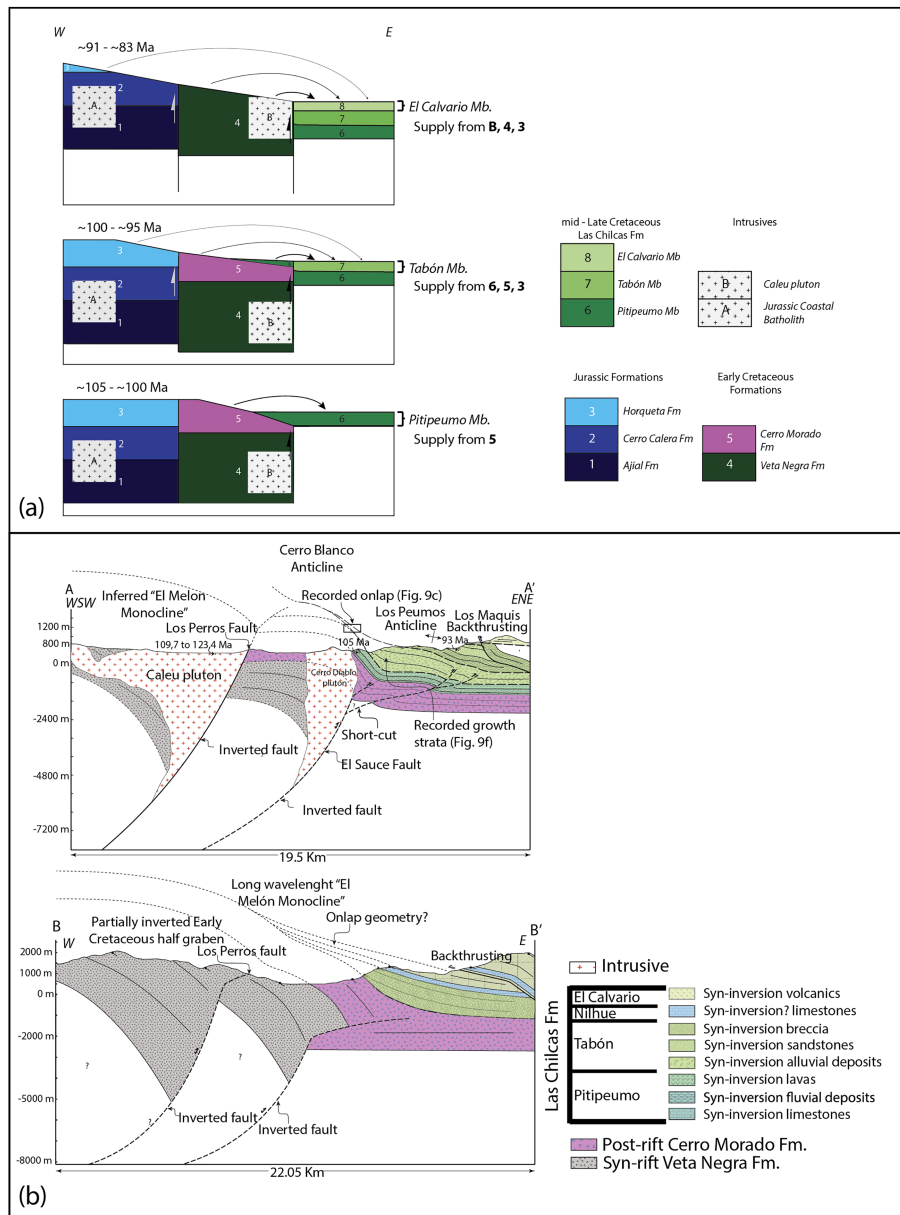 W
E
~91 - ~83 Ma
3
2
A
1
4
B
8
7
6
El Calvario Mb.
Supply from B, 4, 3
~100 - ~95 Ma
3
2
A
1
5
4
B
7
6
Tabón Mb.
Supply from 6, 5, 3
~105 - ~100 Ma
3
2
A
1
5
4
B
6
Pitipeumo Mb.
Supply from 5
mid - Late Cretaceous
Las Chilcas Fm
8 El Calvario Mb
7 Tabón Mb
6 Pitipeumo Mb
Intrusives
B Caleu pluton
A Jurassic Coastal
Batholith
Jurassic Formations
3 Horqueta Fm
2 Cerro Calera Fm
1 Ajial Fm
Early Cretaceous
Formations
5 Cerro Morado
Fm
4 Veta Negra Fm
(a)
Cerro Blanco
Anticline
A
WSW
A'
ENE
Inferred "El Melon
Monocline"
Recorded onlap (Fig. 9c)
Los Peumos
Anticline
Los Maquis
Backthrusting
Los Perros Fault
109,7 to 123,4 Ma
105 Ma
93 Ma
1200 m
800 m
0 m
-2400 m
-4800 m
-7200 m
Caleu pluton
Cerro Diablo
pluton
?
Short-cut
Recorded growth
strata (Fig. 9f)
Inverted fault
El Sauce Fault
Inverted fault
19.5 Km
Long wavelenght "El
Melón Monocline"
Onlap geometry?
B
W
B'
E
Partially inverted Early
Cretaceous half graben
Los Perros fault
Backthrusting
2000 m
1000 m
0 m
-2000 m
-5000 m
-8000 m
?
?
?
Inverted fault
Inverted fault
22.05 Km
Intrusive
Las Chilcas Fm
El Calvario
Nilhue
Tabón
Pitipeumo
Syn-inversion volcanics
Syn-inversion? limestones
Syn-inversion breccia
Syn-inversion sandstones
Syn-inversion alluvial deposits
Syn-inversion lavas
Syn-inversion fluvial deposits
Syn-inversion limestones
Post-rift Cerro Morado Fm.
Syn-rift Veta Negra Fm.
(b)